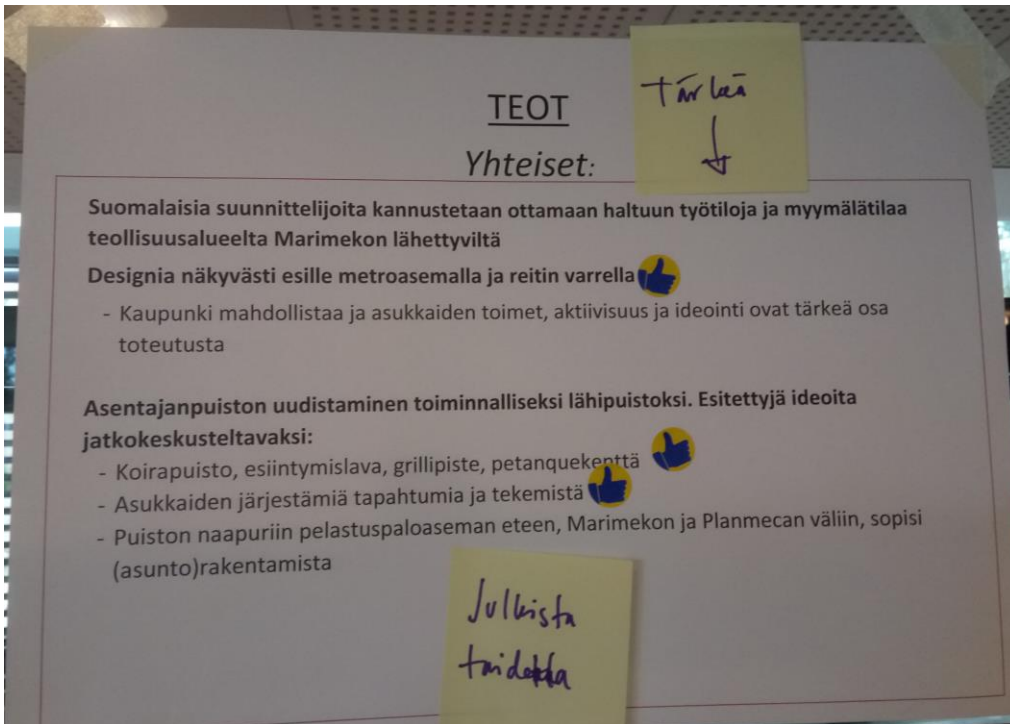 TEOT
Tärkeä
Yhteiset:
Suomalaisia suunnittelijoita kannustetaan ottamaan haltuun työtiloja ja myymälätilaa
teollisuusalueelta Marimekon lähettyviltä
Designia näkyvästi esille metroasemalla ja reitin varrella
- Kaupunki mahdollistaa ja asukkaiden toimet, aktiivisuus ja ideointi ovat tärkeä osa
toteutusta
Asentajanpuiston uudistaminen toiminnalliseksi lähipuistoksi. Esitettyjä ideoita
jatkokeskusteltavaksi:
- Koirapuisto, esiintymislava, grillipiste, petanquekenttä
- Asukkaiden järjestämiä tapahtumia ja tekemistä
- Puiston naapuriin pelastuspaloaseman eteen, Marimekon ja Planmecan väliin, sopisi
(asunto)rakentamista
Julkista
taidetta